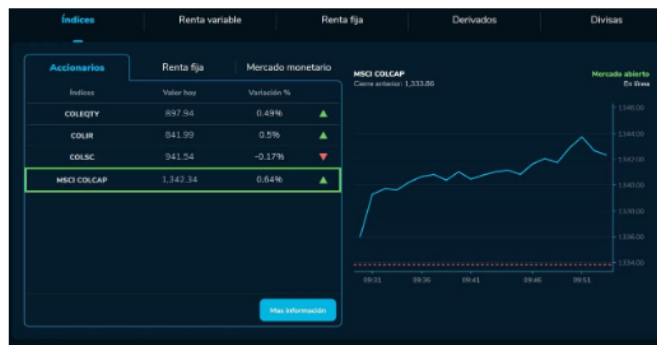 Índices Renta variable Renta fija Derivados Divisas
Accionarios Renta fija Mercado monetario
Índices Valor hoy Variación %
COLEQTY 897.94 0.49%
COLIR 841.99 0.5%
COLSC 941.54 -0.17%
MSCI COLCAP 1,342.34 0.64%
Mas información
MSCI COLCAP Mercado abierto
Cierre anterior: 1,333.86 En línea
1346.00
1344.00
1342.00
1340.00
1338.00
1336.00
1334.00
09:31 09:36 09:41 09:46 09:51